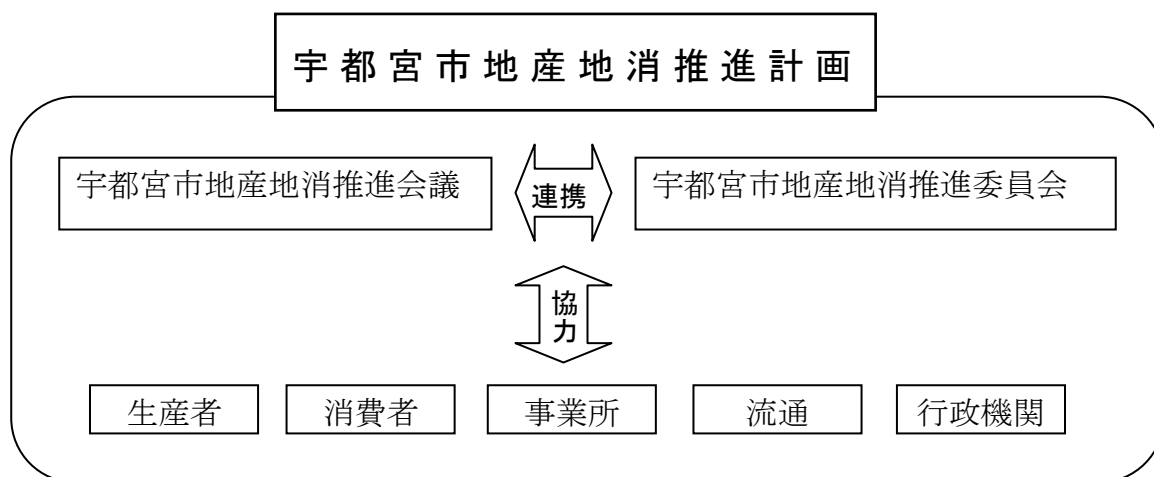 宇都宮市地産地消推進計画
宇都宮市地産地消推進会議
連携
宇都宮市地産地消推進委員会
協
力
生産者
消費者
事業所
流通
行政機関